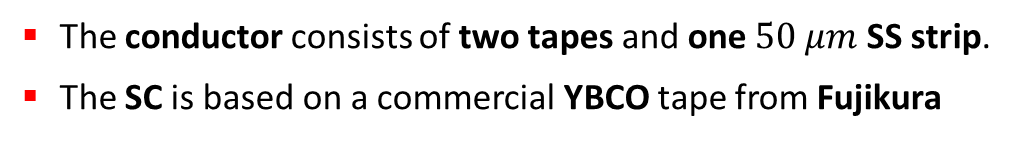 ▪ The conductor consists of two tapes and one 50 μm SS strip.
▪ The SC is based on a commercial YBCO tape from Fujikura